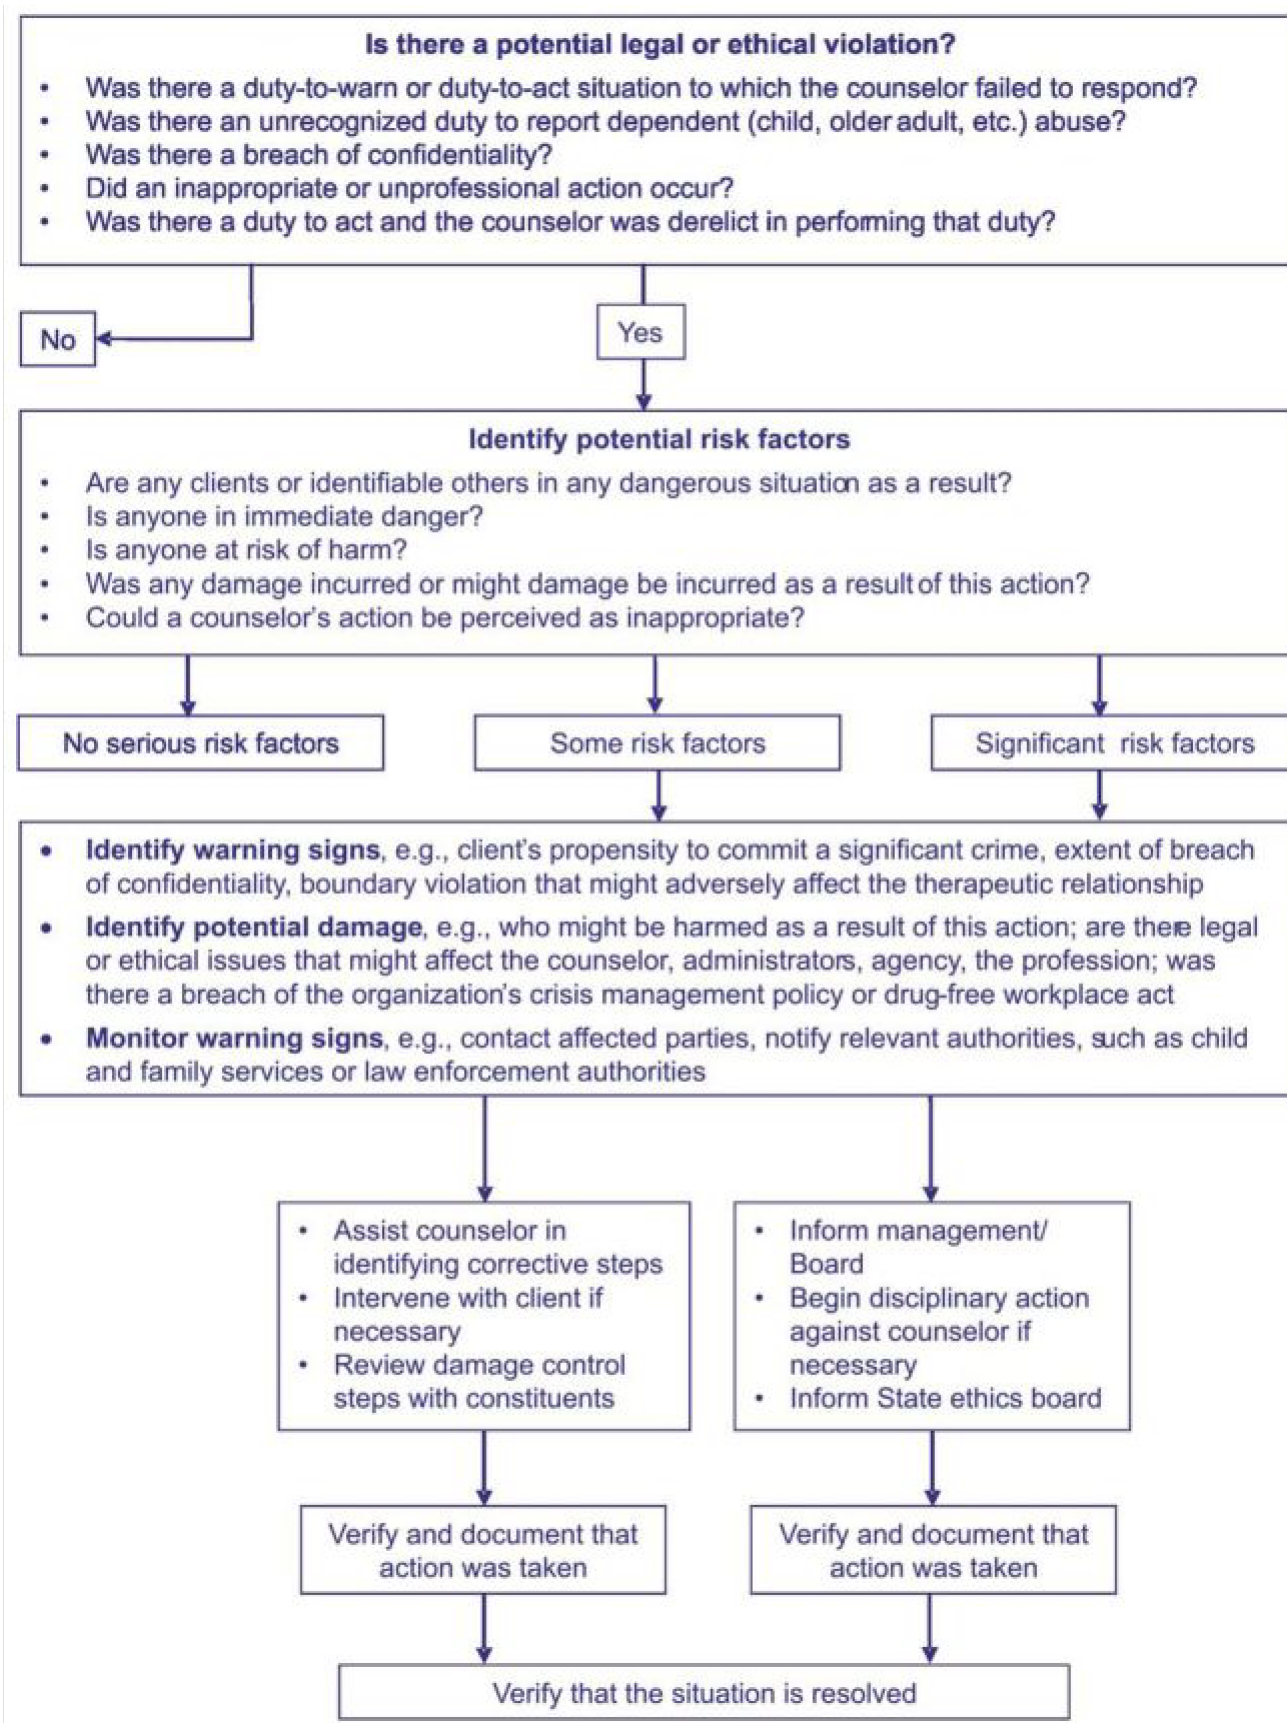 Is there a potential legal or ethical violation?
• Was there a duty-to-warn or duty-to-act situation to which the counselor failed to respond?
• Was there an unrecognized duty to report dependent (child, older adult, etc.) abuse?
• Was there a breach of confidentiality?
• Did an inappropriate or unprofessional action occur?
• Was there a duty to act and the counselor was derelict in performing that duty?
No
Yes
Identify potential risk factors
• Are any clients or identifiable others in any dangerous situation as a result?
• Is anyone in immediate danger?
• Is anyone at risk of harm?
• Was any damage incurred or might damage be incurred as a result of this action?
• Could a counselor's action be perceived as inappropriate?
No serious risk factors
Some risk factors
Significant risk factors
• Identify warning signs, e.g., client's propensity to commit a significant crime, extent of breach
of confidentiality, boundary violation that might adversely affect the therapeutic relationship
• Identify potential damage, e.g., who might be harmed as a result of this action; are there legal
or ethical issues that might affect the counselor, administrators, agency, the profession; was
there a breach of the organization's crisis management policy or drug-free workplace act
• Monitor warning signs, e.g., contact affected parties, notify relevant authorities, such as child
and family services or law enforcement authorities
• Assist counselor in
identifying corrective steps
• Intervene with client if
necessary
• Review damage control
steps with constituents
• Inform management/
Board
• Begin disciplinary action
against counselor if
necessary
• Inform State ethics board
Verify and document that
action was taken
Verify and document that
action was taken
Verify that the situation is resolved